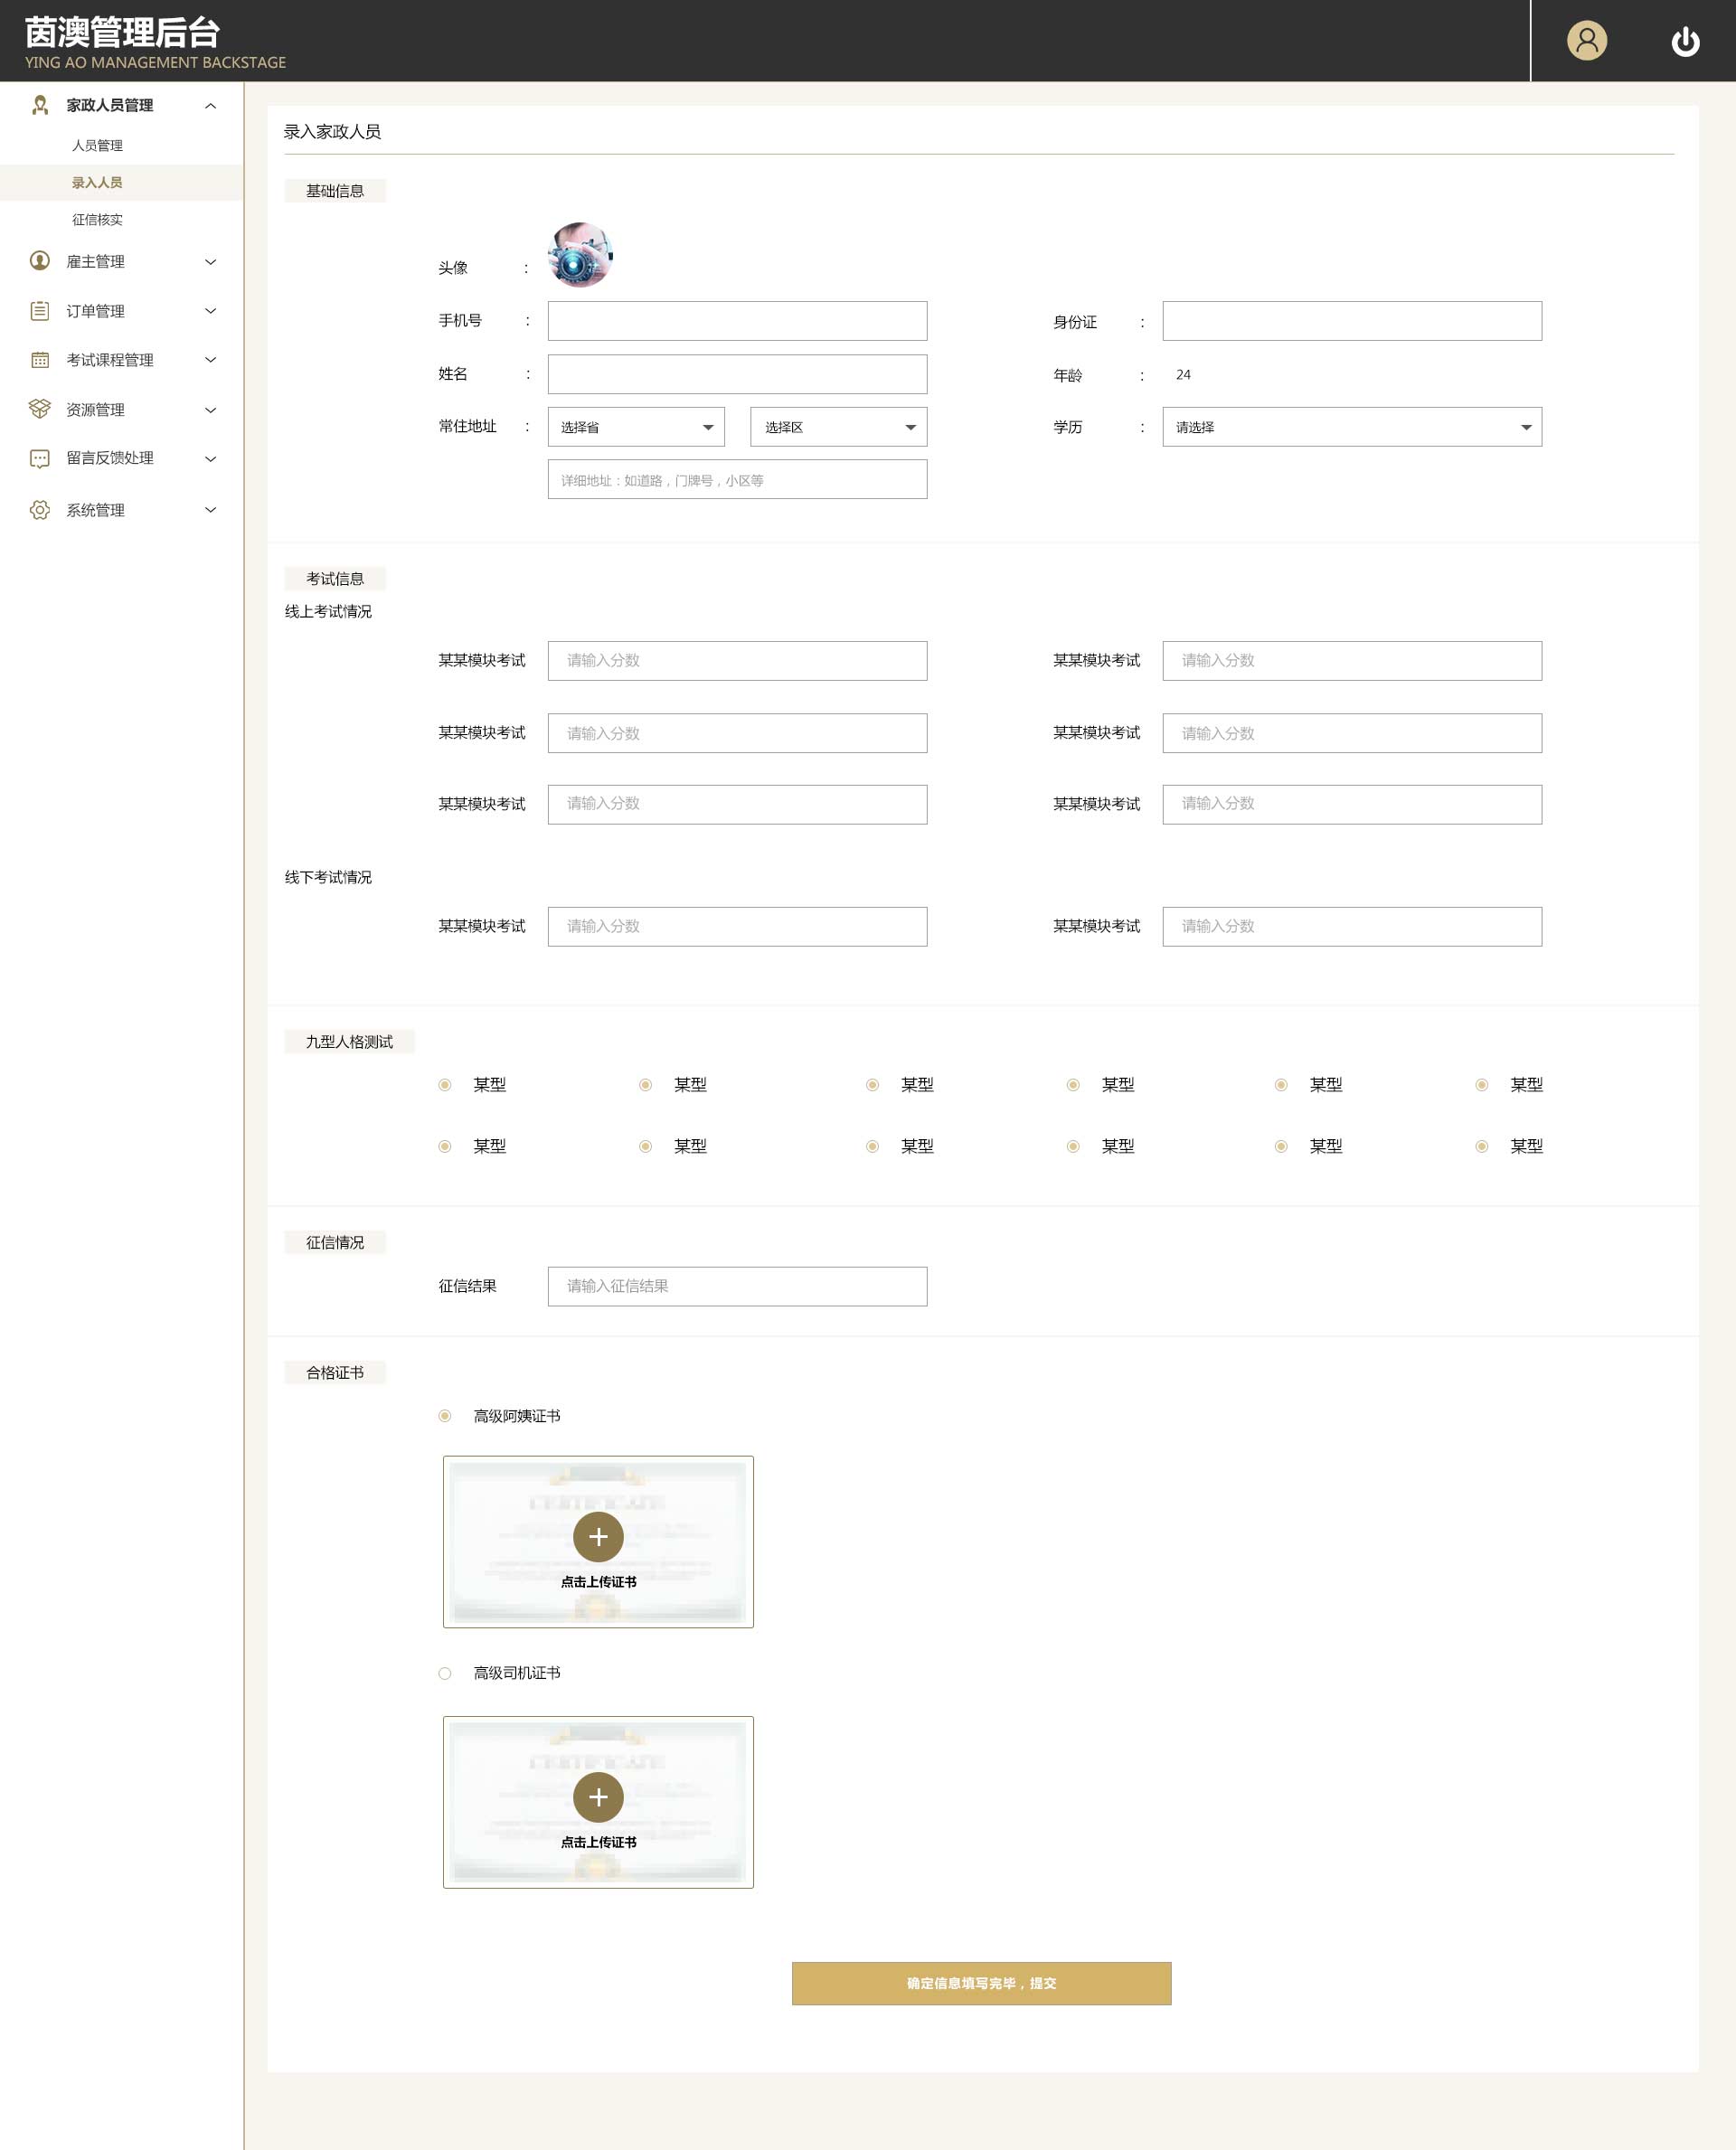 茵澳管理后台
YING AO MANAGEMENT BACKSTAGE
家政人员管理
人员管理
录入人员
征信核实
雇主管理
订单管理
考试课程管理
资源管理
留言反馈处理
系统管理
录入家政人员
基础信息
头像 :
手机号 :
身份证 :
姓名 :
年龄 : 24
常住地址 : 选择省 选择区
学历 : 请选择
详细地址：如道路，门牌号，小区等
考试信息
线上考试情况
某某模块考试 请输入分数 某某模块考试 请输入分数
某某模块考试 请输入分数 某某模块考试 请输入分数
某某模块考试 请输入分数 某某模块考试 请输入分数
线下考试情况
某某模块考试 请输入分数 某某模块考试 请输入分数
九型人格测试
某型 某型 某型 某型 某型 某型
某型 某型 某型 某型 某型 某型
征信情况
征信结果 请输入征信结果
合格证书
高级阿姨证书
CERTIFICATE
点击上传证书
高级司机证书
CERTIFICATE
点击上传证书
确定信息填写完毕，提交